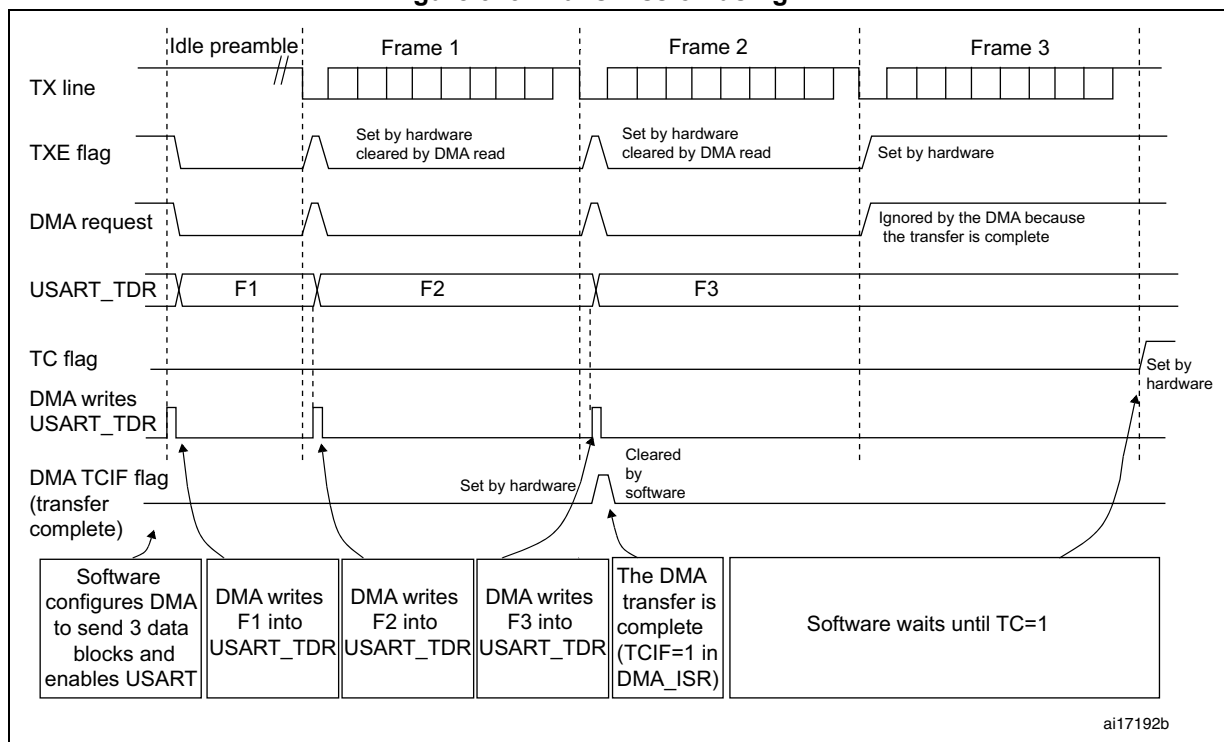 Idle preamble
Frame 1
Frame 2
Frame 3
TX line
TXE flag
Set by hardware
cleared by DMA read
Set by hardware
cleared by DMA read
Set by hardware
DMA request
Ignored by the DMA because
the transfer is complete
USART_TDR
F1
F2
F3
TC flag
Set by
hardware
DMA writes
USART_TDR
DMA TCIF flag
(transfer
complete)
Set by hardware
Cleared
by
software
Software
configures DMA
to send 3 data
blocks and
enables USART
DMA writes
F1 into
USART_TDR
DMA writes
F2 into
USART_TDR
DMA writes
F3 into
USART_TDR
The DMA
transfer is
complete
(TCIF=1 in
DMA_ISR)
Software waits until TC=1
ai17192b